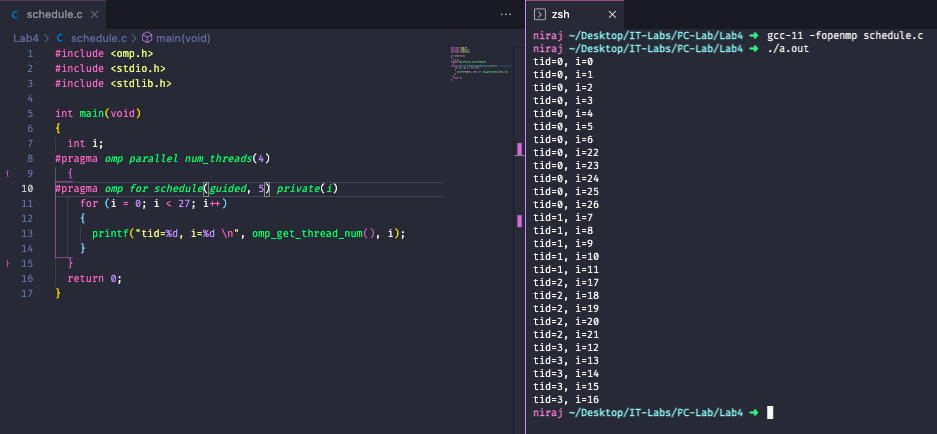 schedule.c
Lab4 > C schedule.c > main(void)
1 #include <omp.h>
2 #include <stdio.h>
3 #include <stdlib.h>
4
5 int main(void)
6 {
7 int i;
8 #pragma omp parallel num_threads(4)
9 {
10 #pragma omp for schedule(guided, 5) private(i)
11 for (i = 0; i < 27; i++)
12 {
13 printf("tid=%d, i=%d \n", omp_get_thread_num(), i);
14 }
15 }
16 return 0;
17 }
zsh
niraj ~/Desktop/IT-Labs/PC-Lab/Lab4 ➜ gcc-11 -fopenmp schedule.c
niraj ~/Desktop/IT-Labs/PC-Lab/Lab4 ➜ ./a.out
tid=0, i=0
tid=0, i=1
tid=0, i=2
tid=0, i=3
tid=0, i=4
tid=0, i=5
tid=0, i=6
tid=0, i=22
tid=0, i=23
tid=0, i=24
tid=0, i=25
tid=0, i=26
tid=1, i=7
tid=1, i=8
tid=1, i=9
tid=1, i=10
tid=1, i=11
tid=2, i=17
tid=2, i=18
tid=2, i=19
tid=2, i=20
tid=2, i=21
tid=3, i=12
tid=3, i=13
tid=3, i=14
tid=3, i=15
tid=3, i=16
niraj ~/Desktop/IT-Labs/PC-Lab/Lab4 ➜